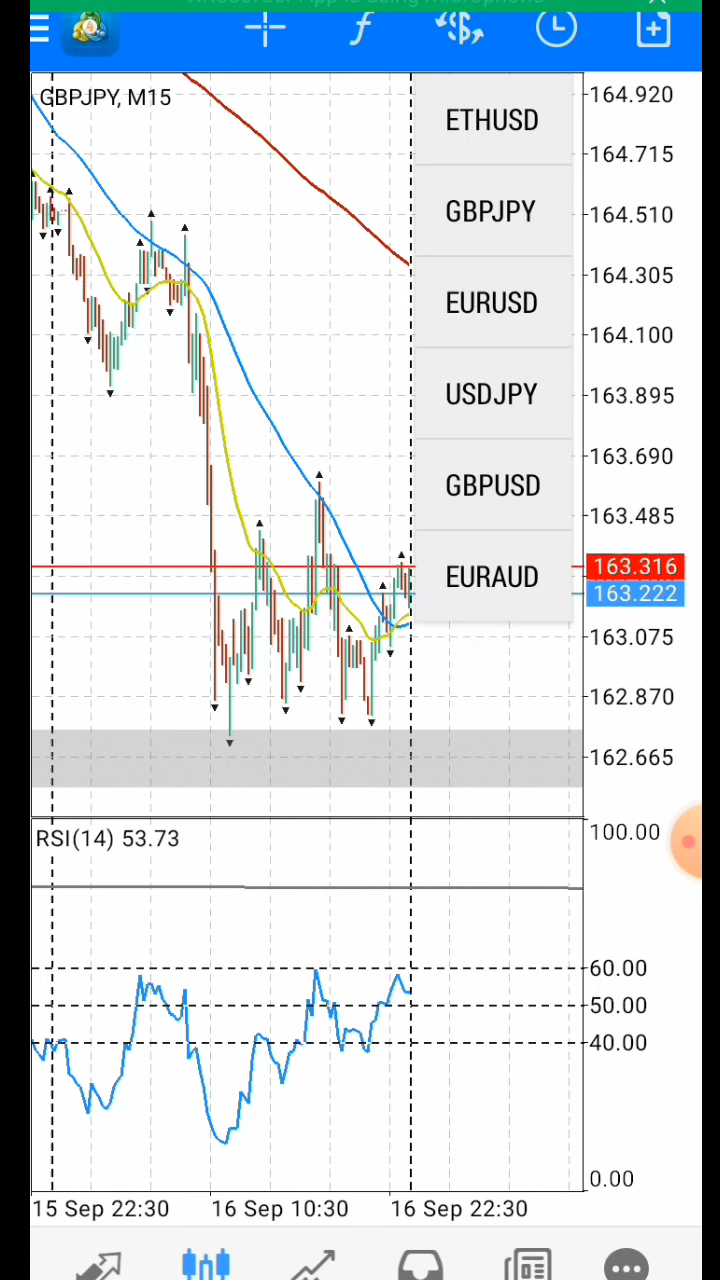 4
f
$
GBPJPY, M15
164.920
ETHUSD
164.715
GBPJPY
164.510
164.305
EURUSD
164.100
USDJPY
163.895
163.690
GBPUSD
163.485
163.316
EURAUD
163.222
163.075
162.870
162.665
RSI(14) 53.73
100.00
60.00
50.00
40.00
0.00
15 Sep 22:30
16 Sep 10:30
16 Sep 22:30